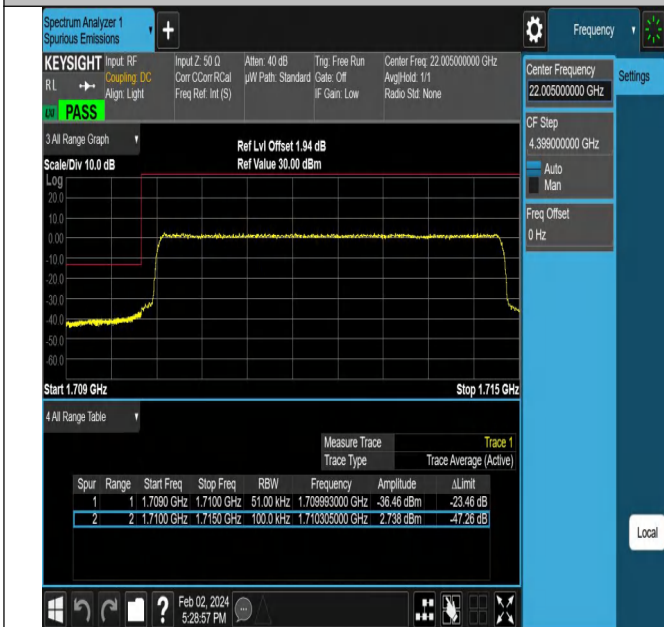 Spectrum Analyzer 1
Spurious Emissions
Frequency
KEYSIGHT Input: RF Input Z: 50 Ω Atten: 40 dB Trig: Free Run Center Freq: 22.005000000 GHz
RL Coupling: DC Corr CCorr RCal µW Path: Standard Gate: Off Avg|Hold: 1/1
Align: Light Freq Ref: Int (S) IF Gain: Low Radio Std: None
PASS
Center Frequency
22.005000000 GHz
Settings
CF Step
4.399000000 GHz
Auto
Man
Freq Offset
0 Hz
3 All Range Graph
Ref Lvl Offset 1.94 dB
Scale/Div 10.0 dB Ref Value 30.00 dBm
Log
20.0
10.0
0.00
-10.0
-20.0
-30.0
-40.0
-50.0
-60.0
Start 1.709 GHz Stop 1.715 GHz
4 All Range Table
Measure Trace Trace 1
Trace Type Trace Average (Active)
Spur Range Start Freq Stop Freq RBW Frequency Amplitude ΔLimit
1 1 1.7090 GHz 1.7100 GHz 51.00 kHz 1.709993000 GHz -36.46 dBm -23.46 dB
2 2 1.7100 GHz 1.7150 GHz 100.0 kHz 1.710305000 GHz 2.738 dBm -47.26 dB
Local
Feb 02, 2024
5:28:57 PM